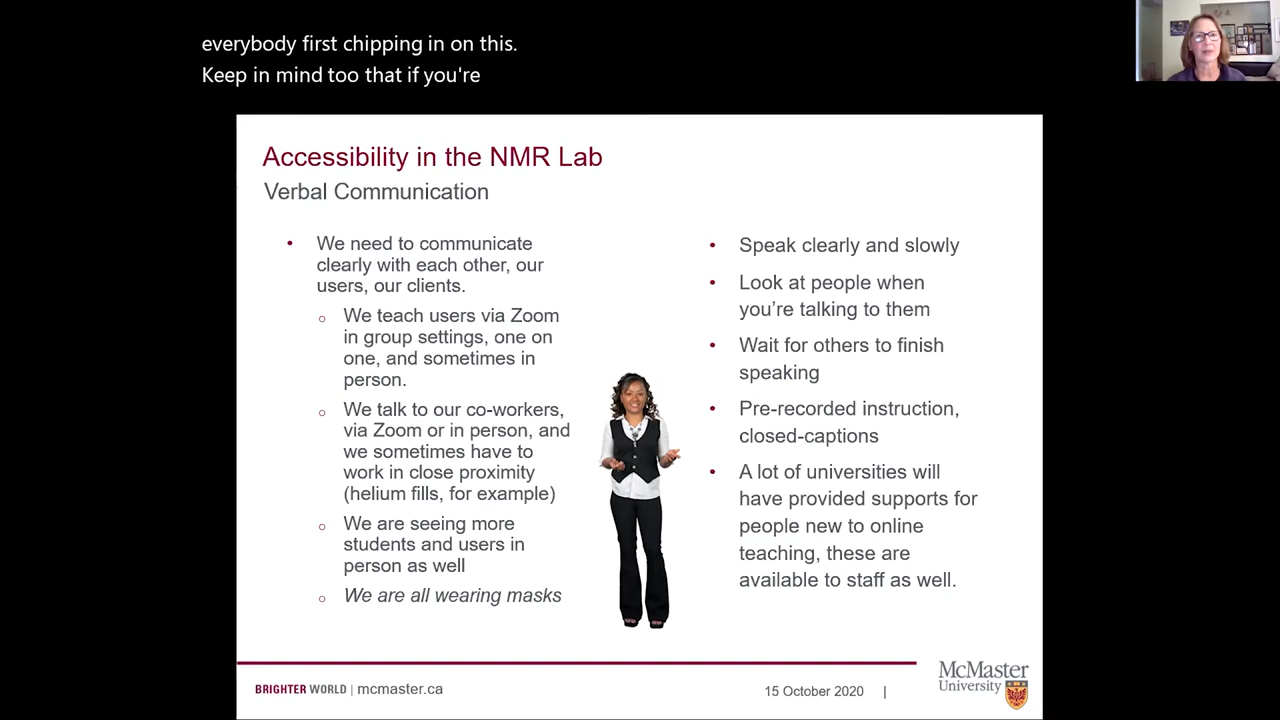 everybody first chipping in on this.
Keep in mind too that if you're
Accessibility in the NMR Lab
Verbal Communication
• We need to communicate
clearly with each other, our
users, our clients.
o We teach users via Zoom
in group settings, one on
one, and sometimes in
person.
o We talk to our co-workers,
via Zoom or in person, and
we sometimes have to
work in close proximity
(helium fills, for example)
o We are seeing more
students and users in
person as well
o We are all wearing masks
• Speak clearly and slowly
• Look at people when
you’re talking to them
• Wait for others to finish
speaking
• Pre-recorded instruction,
closed-captions
• A lot of universities will
have provided supports for
people new to online
teaching, these are
available to staff as well.
BRIGHTER WORLD | mcmaster.ca
15 October 2020 |
McMaster
University